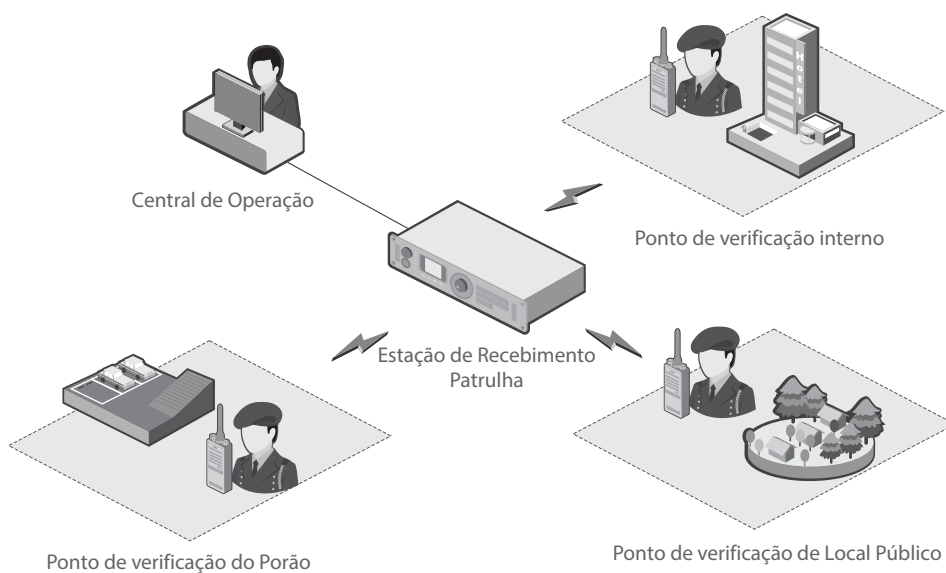 Hotel
Central de Operação
Ponto de verificação interno
Estação de Recebimento
Patrulha
Ponto de verificação do Porão
Ponto de verificação de Local Público